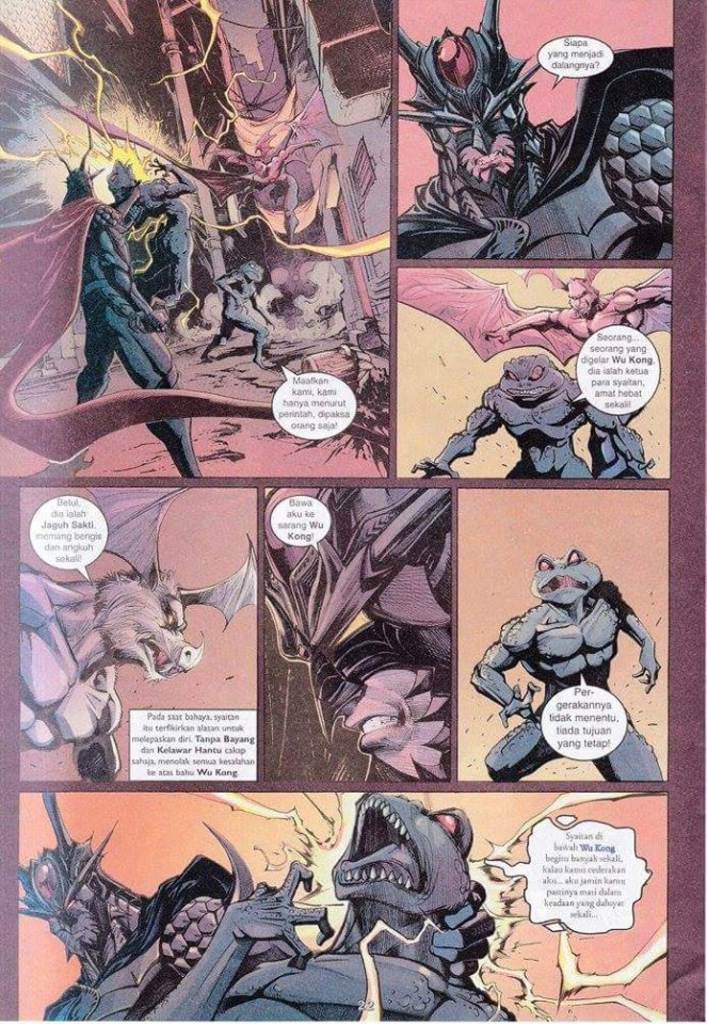 Maafkan
kami, kami
hanya menurut
perintah, dipaksa
orang saja!
Siapa
yang menjadi
dalangnya?
Seorang...
seorang yang
digelar Wu Kong,
dia ialah ketua
para syaitan,
amat hebat
sekali!
Betul,
dia ialah
Jaguh Sakti,
memang bengis
dan angkuh
sekali!
Pada saat bahaya, syaitan
itu terfikirkan alasan untuk
melepaskan diri. Tanpa Bayang
dan Kelawar Hantu cakap
sahaja, menolak semua kesalahan
ke atas bahu Wu Kong
Bawa
aku ke
sarang Wu
Kong!
Per-
gerakannya
tidak menentu,
tiada tujuan
yang tetap!
Syaitan di
bawah Wu Kong
begitu banyak sekali,
kalau kamu cederakan
aku... aku jamin kamu
pastinya mati dalam
keadaan yang dahsyat
sekali...
22